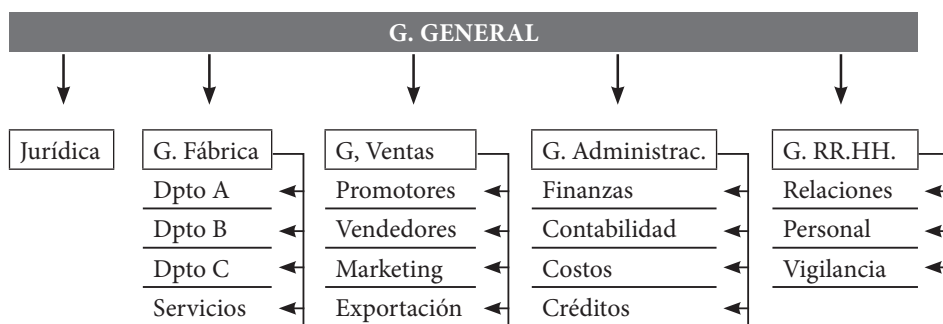 G. GENERAL
Jurídica
G. Fábrica
G, Ventas
G. Administrac.
G. RR.HH.
Dpto A
Promotores
Finanzas
Relaciones
Dpto B
Vendedores
Contabilidad
Personal
Dpto C
Marketing
Costos
Vigilancia
Servicios
Exportación
Créditos